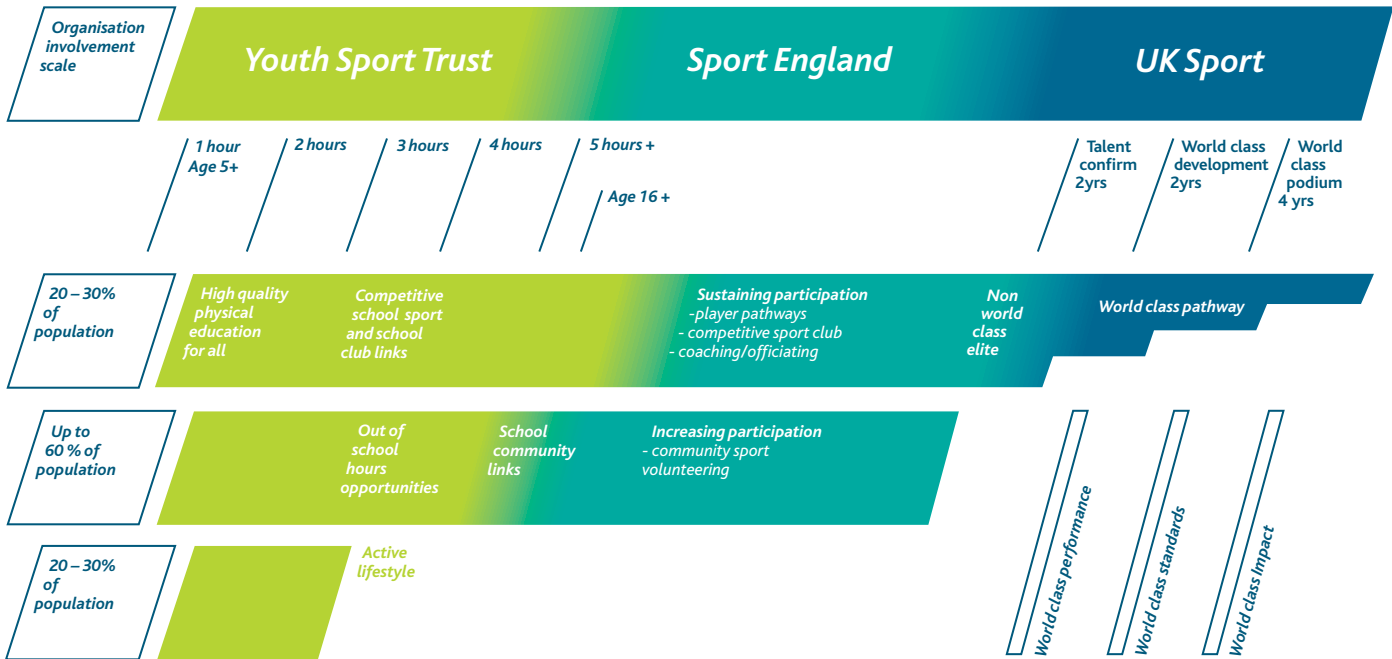 Organisation
involvement
scale
Youth Sport Trust
Sport England
UK Sport
1 hour
Age 5+
2 hours
3 hours
4 hours
5 hours +
Age 16 +
Talent
confirm
2yrs
World class
development
2yrs
World
class
podium
4 yrs
20 – 30%
of
population
High quality
physical
education
for all
Competitive
school sport
and school
club links
Sustaining participation
-player pathways
- competitive sport club
- coaching/officiating
Non
world
class
elite
World class pathway
Up to
60 % of
population
Out of
school
hours
opportunities
School
community
links
Increasing participation
- community sport
volunteering
20 – 30%
of
population
Active
lifestyle
World class performance
World class standards
World class Impact